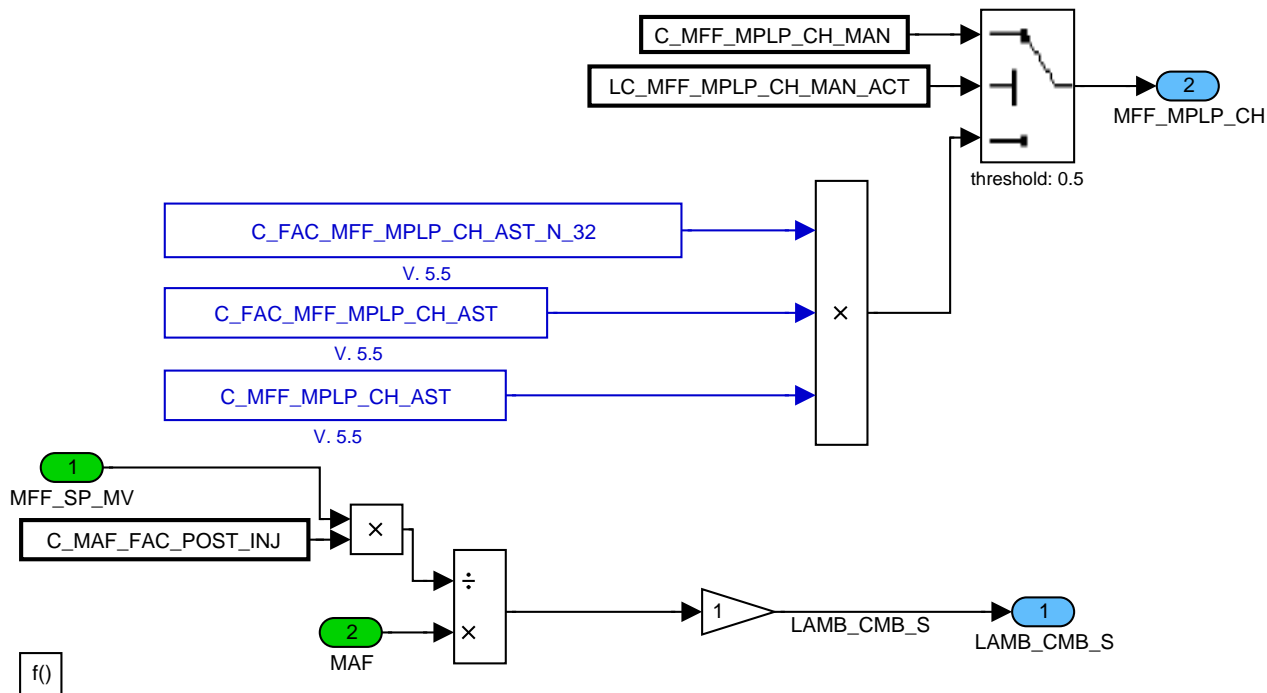 C_MFF_MPLP_CH_MAN
LC_MFF_MPLP_CH_MAN_ACT
2
MFF_MPLP_CH
threshold: 0.5
C_FAC_MFF_MPLP_CH_AST_N_32
V. 5.5
C_FAC_MFF_MPLP_CH_AST
×
V. 5.5
C_MFF_MPLP_CH_AST
V. 5.5
1
MFF_SP_MV
C_MAF_FAC_POST_INJ
×
÷
×
2
MAF
1
LAMB_CMB_S
1
LAMB_CMB_S
f()